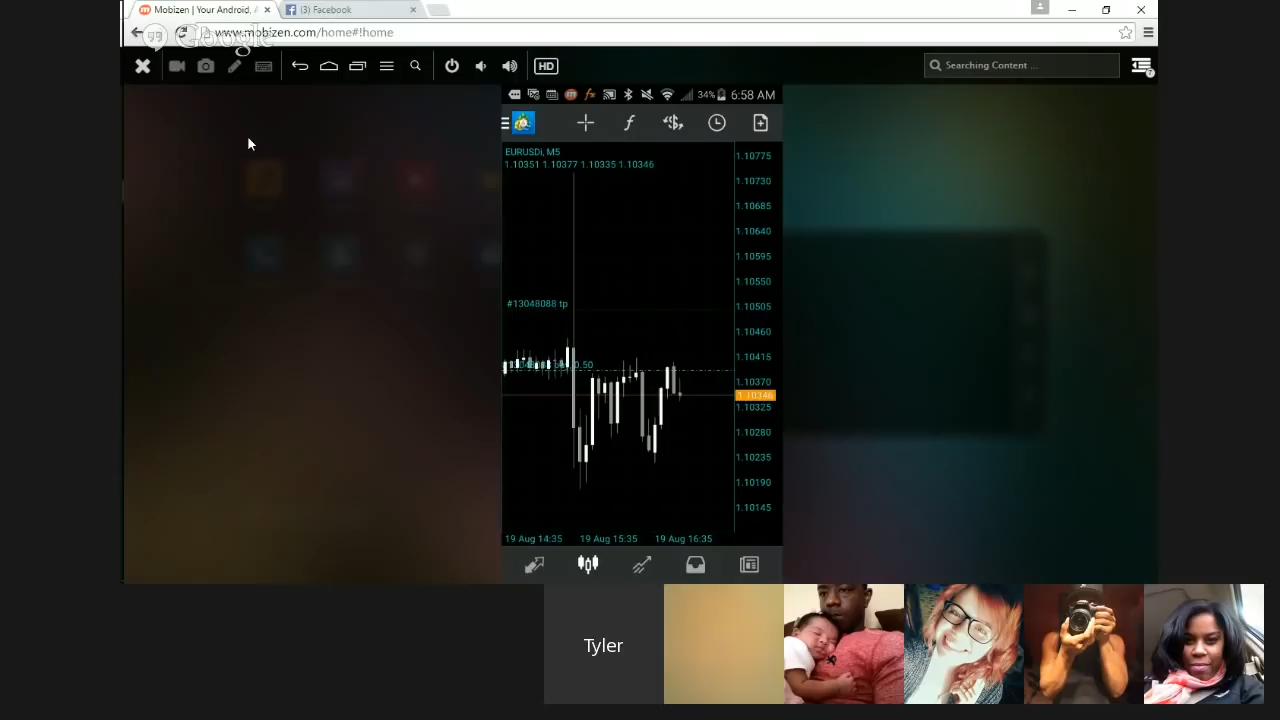 Mobizen | Your Android, A
(3) Facebook
Google
www.mobizen.com/home#!home
HD
Searching Content ...
34%
6:58 AM
EURUSDi, M5
1.10351 1.10377 1.10335 1.10346
1.10775
1.10730
1.10685
1.10640
1.10595
1.10550
#13048088 tp
1.10505
1.10460
1.10415
1.10370
1.10346
1.10325
1.10280
1.10235
1.10190
1.10145
19 Aug 14:35
19 Aug 15:35
19 Aug 16:35
Tyler